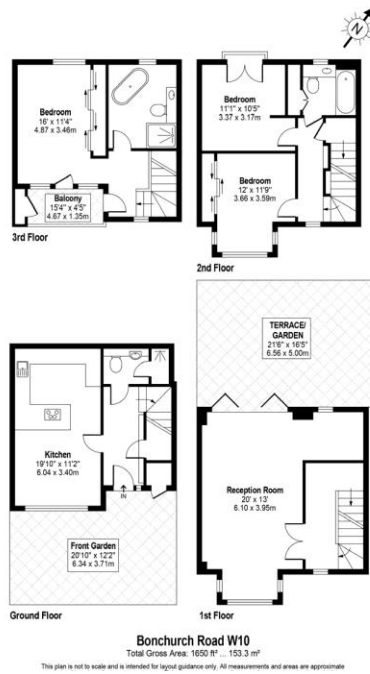 N
Bedroom
16' x 11'4"
4.87 x 3.46m
Balcony
15'4" x 4'5"
4.67 x 1.35m
3rd Floor
Bedroom
11'1" x 10'5"
3.37 x 3.17m
Bedroom
12' x 11'9"
3.66 x 3.59m
2nd Floor
TERRACE/
GARDEN
21'6" x 16'5"
6.56 x 5.00m
Kitchen
19'10" x 11'2"
6.04 x 3.40m
IN
Front Garden
20'10" x 12'2"
6.34 x 3.71m
Ground Floor
Reception Room
20' x 13'
6.10 x 3.95m
1st Floor
Bonchurch Road W10
Total Gross Area: 1650 ft² ... 153.3 m²
This plan is not to scale and is intended for layout guidance only. All measurements and areas are approximate